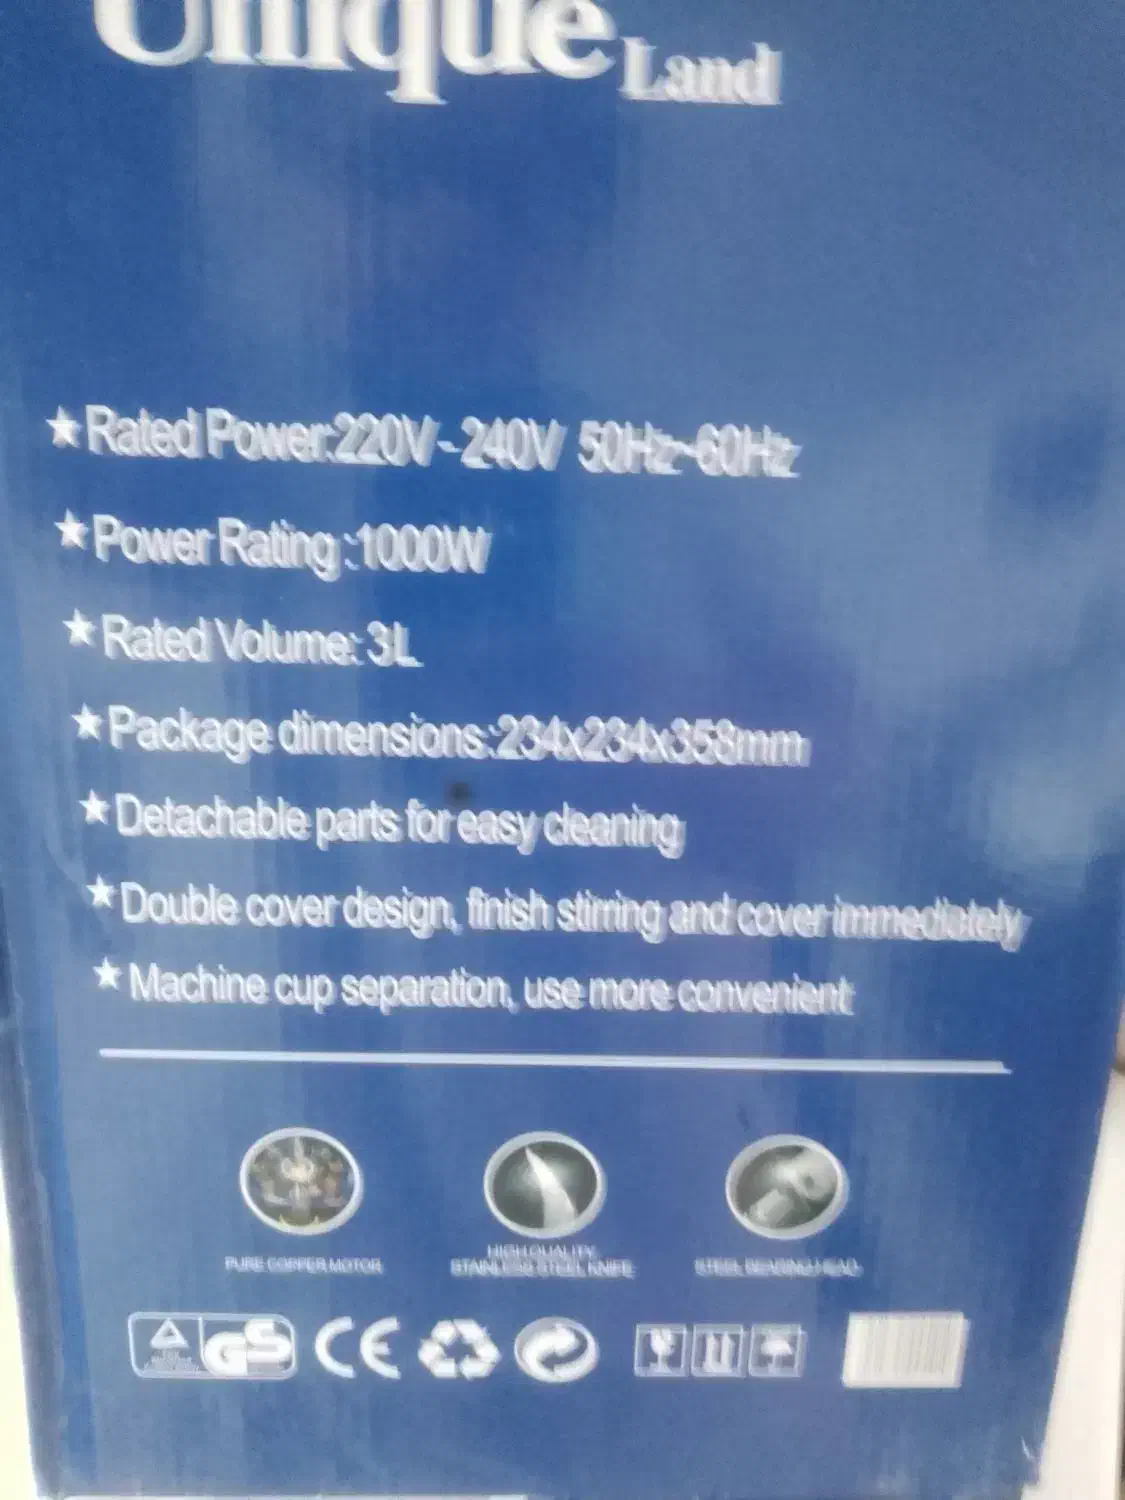 Unique Land
★ Rated Power:220V-240V 50Hz~60Hz
★ Power Rating:1000W
★ Rated Volume: 3L
★ Package dimensions:234x234x358mm
★ Detachable parts for easy cleaning
★ Double cover design, finish stirring and cover immediately
★ Machine cup separation, use more convenient
PURE COPPER MOTOR
HIGH QUALITY
STAINLESS STEEL KNIFE
STEEL BEARING HEAD
GS CE